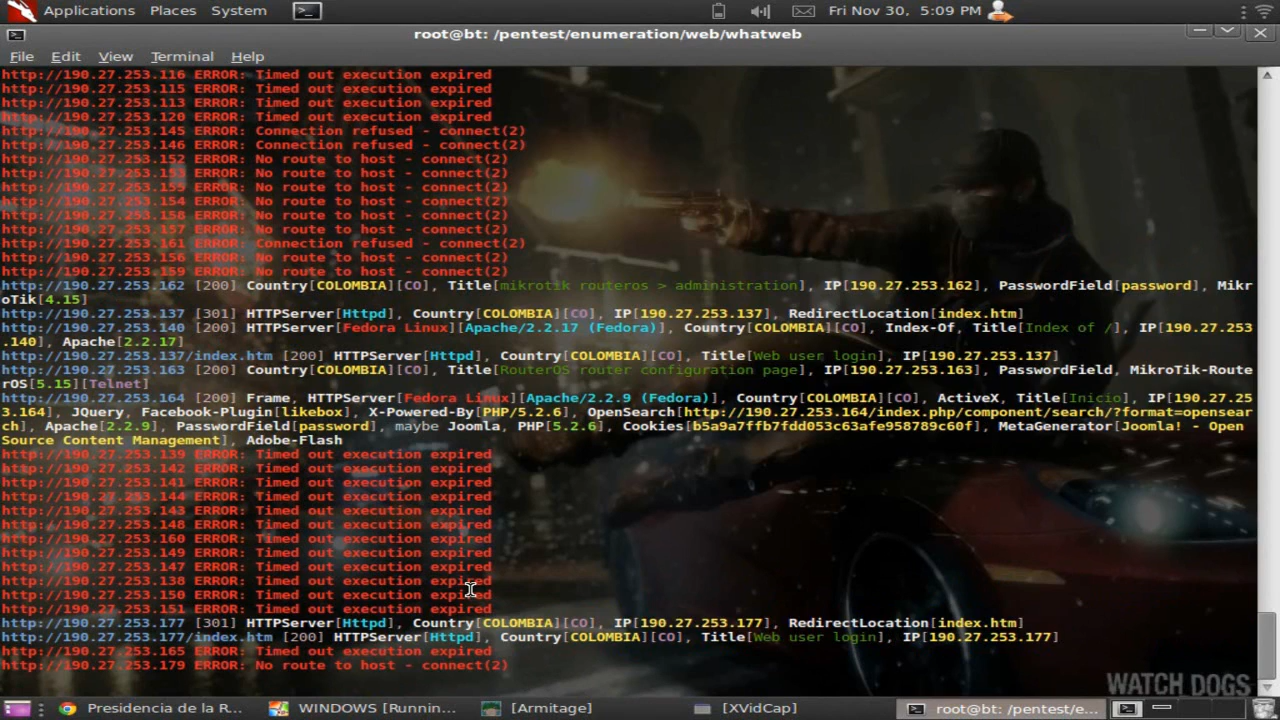 Applications Places System Fri Nov 30, 5:09 PM
root@bt: /pentest/enumeration/web/whatweb
File Edit View Terminal Help
http://190.27.253.116 ERROR: Timed out execution expired
http://190.27.253.115 ERROR: Timed out execution expired
http://190.27.253.113 ERROR: Timed out execution expired
http://190.27.253.120 ERROR: Timed out execution expired
http://190.27.253.145 ERROR: Connection refused - connect(2)
http://190.27.253.146 ERROR: Connection refused - connect(2)
http://190.27.253.152 ERROR: No route to host - connect(2)
http://190.27.253.153 ERROR: No route to host - connect(2)
http://190.27.253.155 ERROR: No route to host - connect(2)
http://190.27.253.154 ERROR: No route to host - connect(2)
http://190.27.253.158 ERROR: No route to host - connect(2)
http://190.27.253.157 ERROR: No route to host - connect(2)
http://190.27.253.161 ERROR: Connection refused - connect(2)
http://190.27.253.156 ERROR: No route to host - connect(2)
http://190.27.253.159 ERROR: No route to host - connect(2)
http://190.27.253.162 [200] Country[COLOMBIA][CO], Title[mikrotik routeros > administration], IP[190.27.253.162], PasswordField[password], Mikr
oTik[4.15]
http://190.27.253.137 [301] HTTPServer[Httpd], Country[COLOMBIA][CO], IP[190.27.253.137], RedirectLocation[index.htm]
http://190.27.253.140 [200] HTTPServer[Fedora Linux][Apache/2.2.17 (Fedora)], Country[COLOMBIA][CO], Index-Of, Title[Index of /], IP[190.27.253
.140], Apache[2.2.17]
http://190.27.253.137/index.htm [200] HTTPServer[Httpd], Country[COLOMBIA][CO], Title[Web user login], IP[190.27.253.137]
http://190.27.253.163 [200] Country[COLOMBIA][CO], Title[RouterOS router configuration page], IP[190.27.253.163], PasswordField, MikroTik-Route
rOS[5.15][Telnet]
http://190.27.253.164 [200] Frame, HTTPServer[Fedora Linux][Apache/2.2.9 (Fedora)], Country[COLOMBIA][CO], ActiveX, Title[Inicio], IP[190.27.25
3.164], JQuery, Facebook-Plugin[likebox], X-Powered-By[PHP/5.2.6], OpenSearch[http://190.27.253.164/index.php/component/search/?format=opensear
ch], Apache[2.2.9], PasswordField[password], maybe Joomla, PHP[5.2.6], Cookies[b5a9a7ffb7fdd053c63afe958789c60f], MetaGenerator[Joomla! - Open
Source Content Management], Adobe-Flash
http://190.27.253.139 ERROR: Timed out execution expired
http://190.27.253.142 ERROR: Timed out execution expired
http://190.27.253.141 ERROR: Timed out execution expired
http://190.27.253.144 ERROR: Timed out execution expired
http://190.27.253.143 ERROR: Timed out execution expired
http://190.27.253.148 ERROR: Timed out execution expired
http://190.27.253.160 ERROR: Timed out execution expired
http://190.27.253.149 ERROR: Timed out execution expired
http://190.27.253.147 ERROR: Timed out execution expired
http://190.27.253.138 ERROR: Timed out execution expired
http://190.27.253.150 ERROR: Timed out execution expired
http://190.27.253.151 ERROR: Timed out execution expired
http://190.27.253.177 [301] HTTPServer[Httpd], Country[COLOMBIA][CO], IP[190.27.253.177], RedirectLocation[index.htm]
http://190.27.253.177/index.htm [200] HTTPServer[Httpd], Country[COLOMBIA][CO], Title[Web user login], IP[190.27.253.177]
http://190.27.253.165 ERROR: Timed out execution expired
http://190.27.253.179 ERROR: No route to host - connect(2)
WATCH DOGS
Presidencia de la R... WINDOWS [Runnin... [Armitage] [XVidCap] root@bt: /pentest/e...